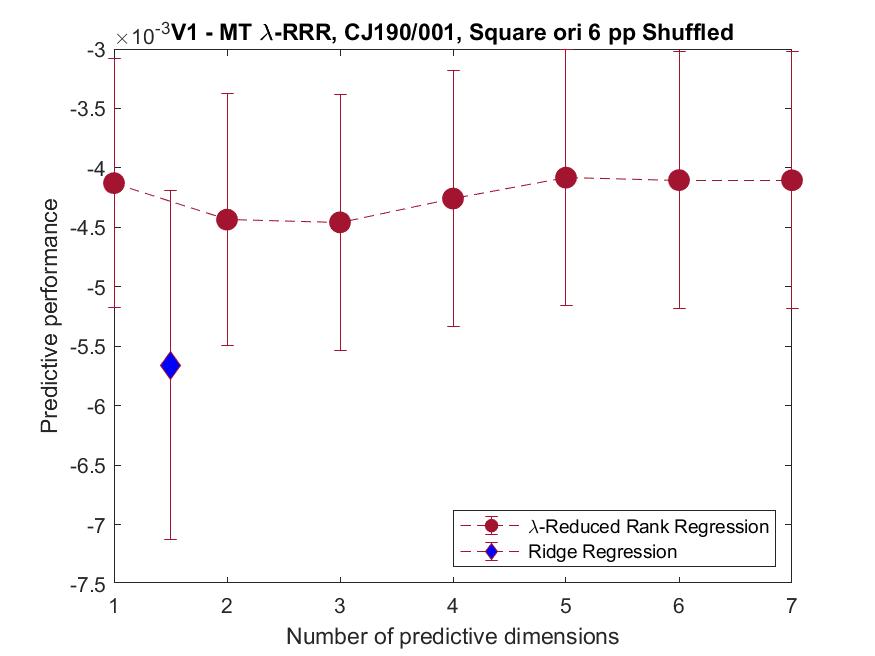 ×10-3
V1 - MT λ-RRR, CJ190/001, Square ori 6 pp Shuffled
-3
-3.5
-4
-4.5
-5
-5.5
-6
-6.5
-7
-7.5
Predictive performance
λ-Reduced Rank Regression
Ridge Regression
1 2 3 4 5 6 7
Number of predictive dimensions